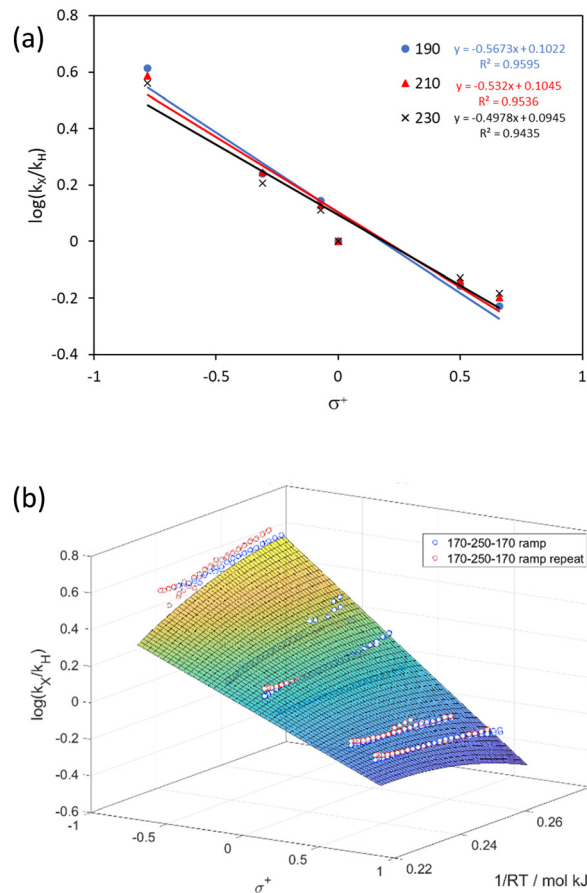 (a)
190 y = -0.5673x + 0.1022
R² = 0.9595
210 y = -0.532x + 0.1045
R² = 0.9536
230 y = -0.4978x + 0.0945
R² = 0.9435
0.8
0.6
0.4
0.2
0
-0.2
-0.4
log(kX/kH)
-1 -0.5 0 0.5 1
σ+
(b)
170-250-170 ramp
170-250-170 ramp repeat
0.8
0.6
0.4
0.2
0
-0.2
-0.4
-0.6
log(kX/kH)
-1 -0.5 0 0.5 1
σ+
0.22 0.24 0.26
1/RT / mol kJ